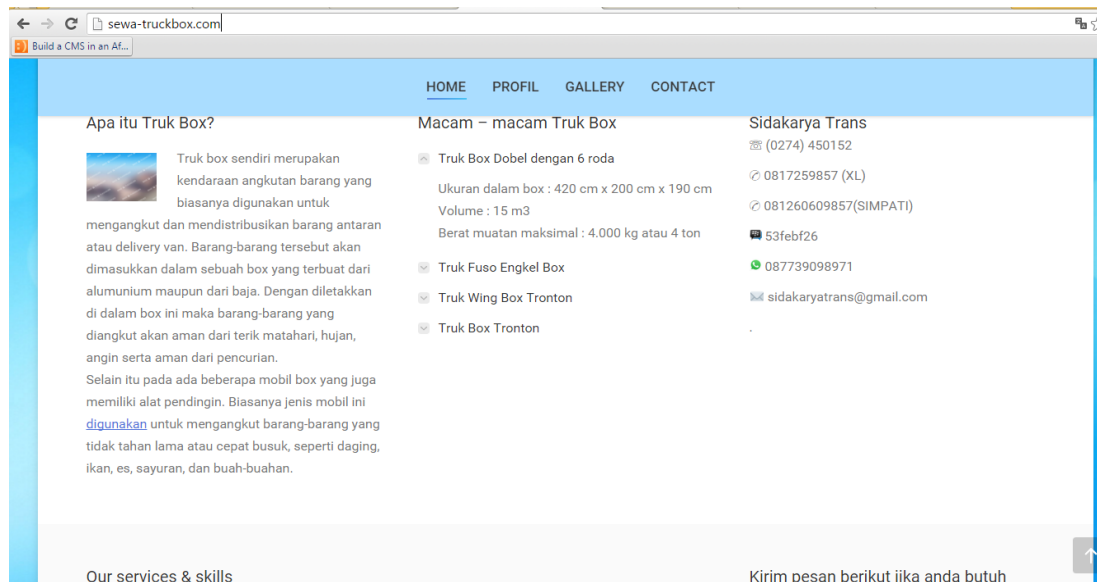 sewa-truckbox.com
Build a CMS in an Af...
HOME PROFIL GALLERY CONTACT
Apa itu Truk Box?
Truk box sendiri merupakan
kendaraan angkutan barang yang
biasanya digunakan untuk
mengangkut dan mendistribusikan barang antaran
atau delivery van. Barang-barang tersebut akan
dimasukkan dalam sebuah box yang terbuat dari
alumunium maupun dari baja. Dengan diletakkan
di dalam box ini maka barang-barang yang
diangkut akan aman dari terik matahari, hujan,
angin serta aman dari pencurian.
Selain itu pada ada beberapa mobil box yang juga
memiliki alat pendingin. Biasanya jenis mobil ini
digunakan untuk mengangkut barang-barang yang
tidak tahan lama atau cepat busuk, seperti daging,
ikan, es, sayuran, dan buah-buahan.
Macam – macam Truk Box
Truk Box Dobel dengan 6 roda
Ukuran dalam box : 420 cm x 200 cm x 190 cm
Volume : 15 m3
Berat muatan maksimal : 4.000 kg atau 4 ton
Truk Fuso Engkel Box
Truk Wing Box Tronton
Truk Box Tronton
Sidakarya Trans
☏ (0274) 450152
✆ 0817259857 (XL)
✆ 081260609857(SIMPATI)
53febf26
087739098971
sidakaryatrans@gmail.com
.
Our services & skills
Kirim pesan berikut jika anda butuh